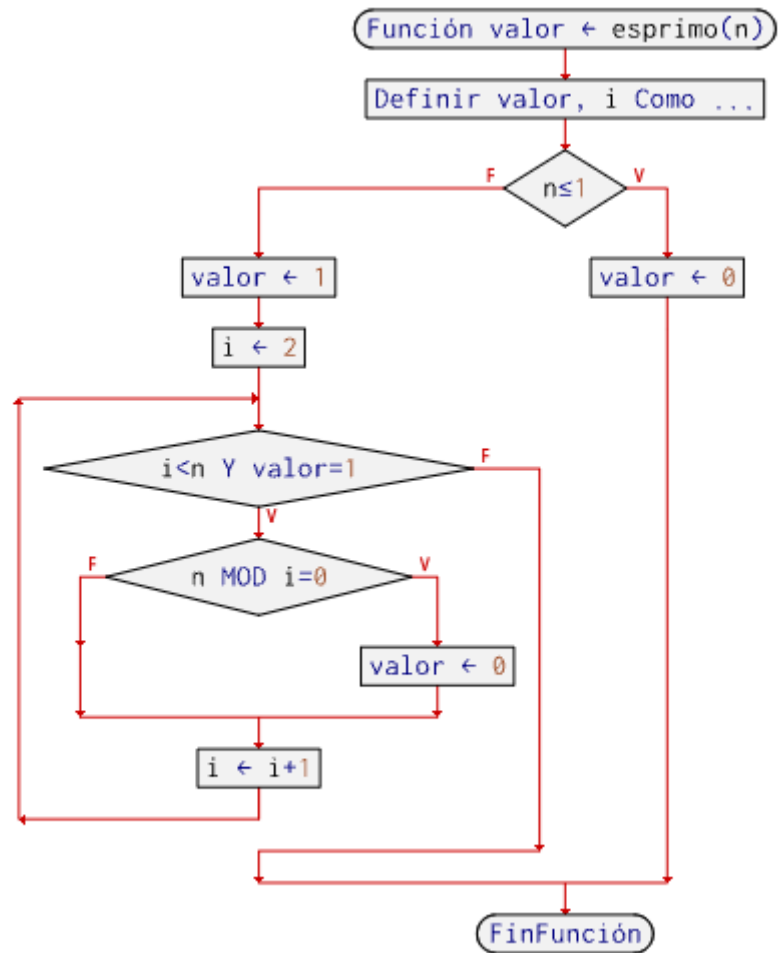 Función valor ← esprimo(n)
Definir valor, i Como ...
F
n≤1
V
valor ← 1
valor ← 0
i ← 2
i<n Y valor=1
F
V
F
n MOD i=0
V
valor ← 0
i ← i+1
FinFunción